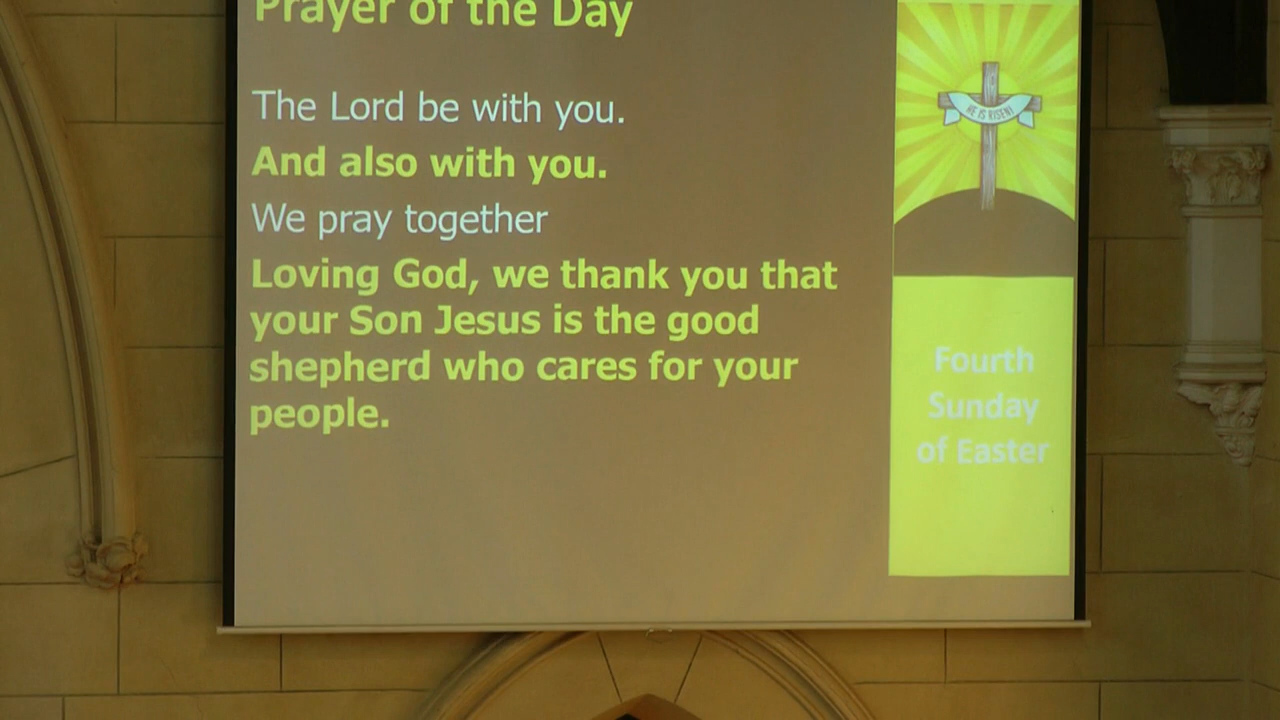 Prayer of the Day
The Lord be with you.
And also with you.
We pray together
Loving God, we thank you that
your Son Jesus is the good
shepherd who cares for your
people.
HE IS RISEN!
Fourth
Sunday
of Easter